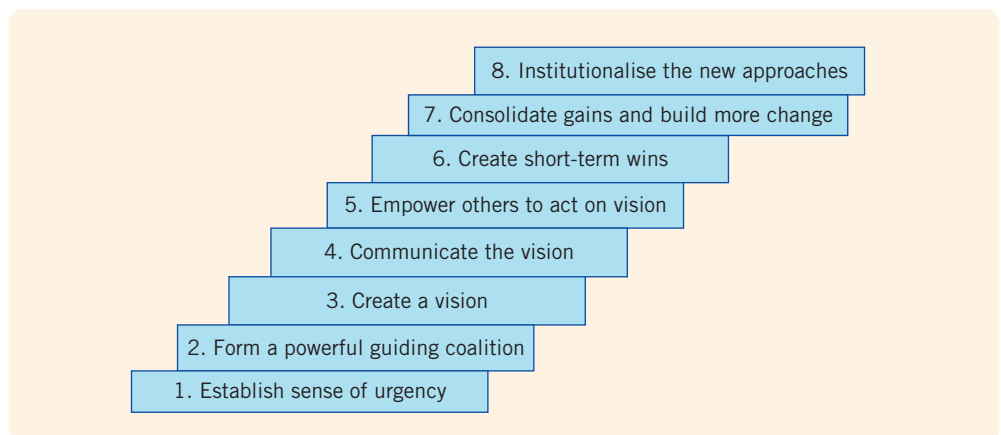 8. Institutionalise the new approaches
7. Consolidate gains and build more change
6. Create short-term wins
5. Empower others to act on vision
4. Communicate the vision
3. Create a vision
2. Form a powerful guiding coalition
1. Establish sense of urgency